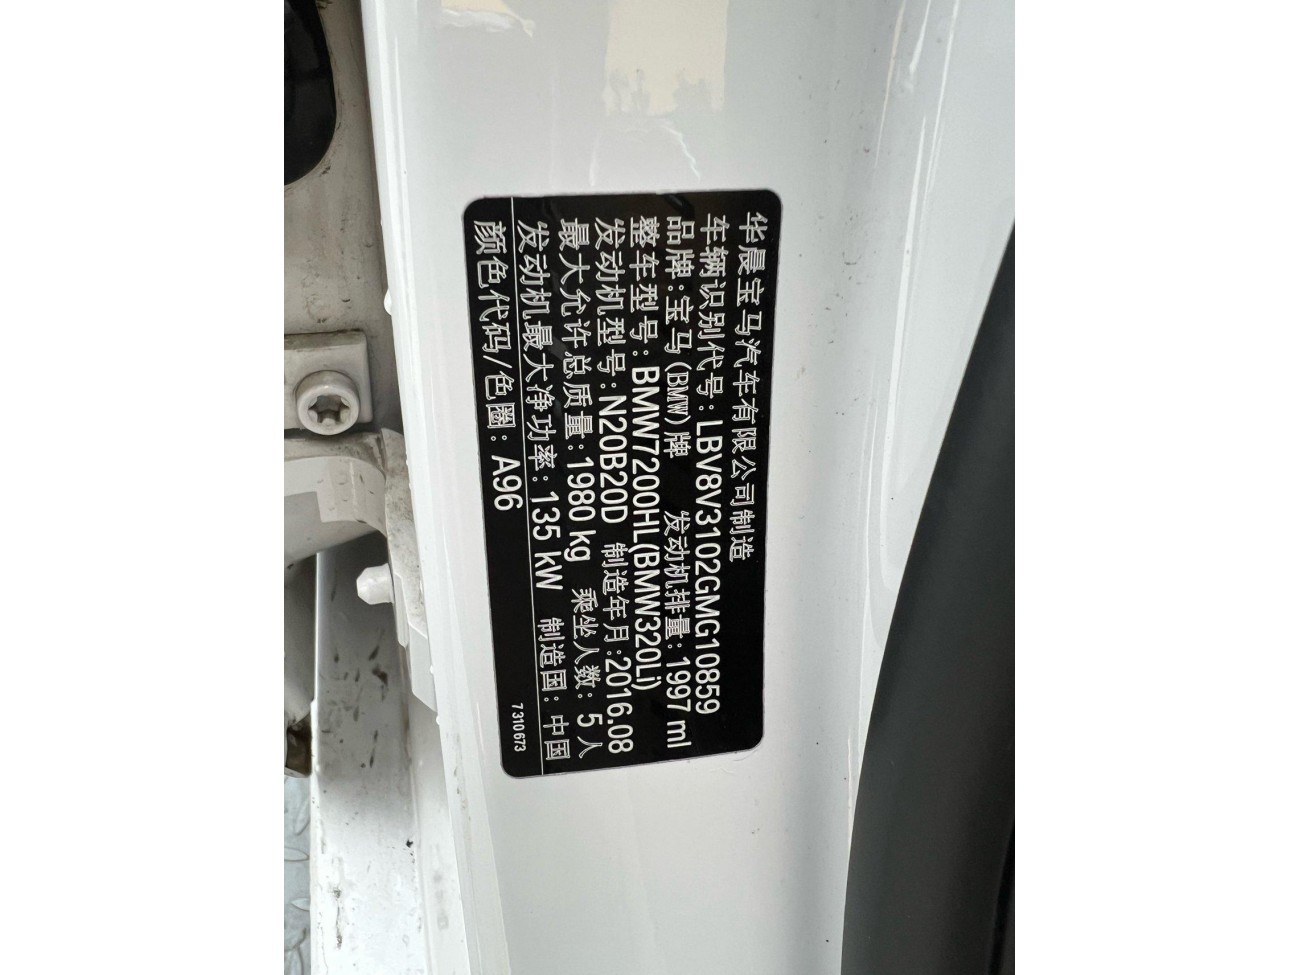 华晨宝马汽车有限公司制造
车辆识别代号: LBV8V3102GMG10859
品牌: 宝马(BMW)牌 发动机排量: 1997 ml
整车型号: BMW7200HL(BMW320Li)
发动机型号: N20B20D 制造年月: 2016.08
最大允许总质量: 1980 kg 乘坐人数: 5 人
发动机最大净功率: 135 kW 制造国: 中国
颜色代码/色圈: A96 7310673